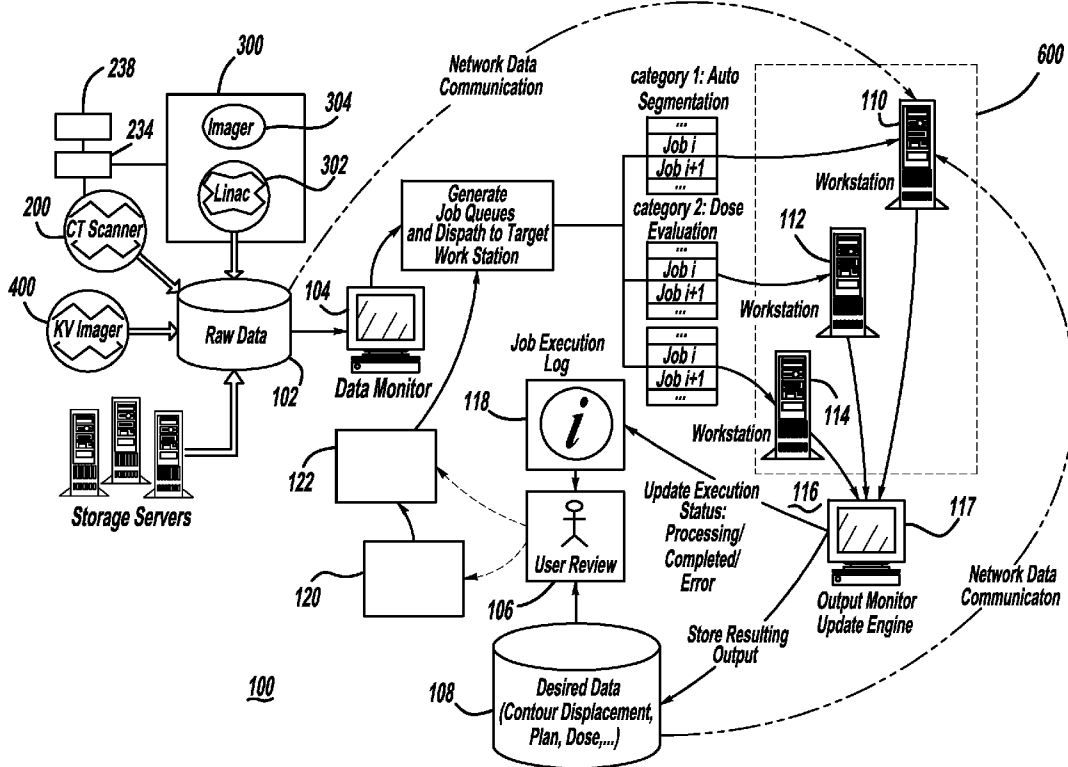 238
300
Network Data
Communication
600
304
Imager
category 1: Auto
Segmentation
110
234
...
Job i
Job i+1
...
302
Linac
Generate
Job Queues
and Dispath to Target
Work Station
Workstation
200
CT Scanner
category 2: Dose
Evaluation
112
...
Job i
Job i+1
...
400
KV Imager
104
Raw Data
Workstation
Job Execution
Log
...
Job i
Job i+1
...
Data Monitor
102
118
i
114
Workstation
122
Storage Servers
Update Execution
Status:
Processing/
Completed/
Error
116
117
User Review
120
106
Output Monitor
Update Engine
Network Data
Communicaton
Store Resulting
Output
100
108
Desired Data
(Contour Displacement,
Plan, Dose,...)